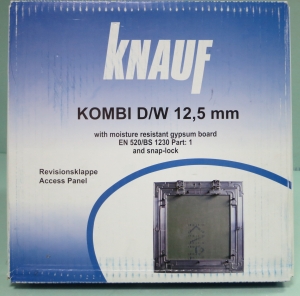 KNAUF
KOMBI D/W 12,5 mm
with moisture resistant gypsum board
EN 520/BS 1230 Part: 1
and snap-lock
Revisionsklappe
Access Panel